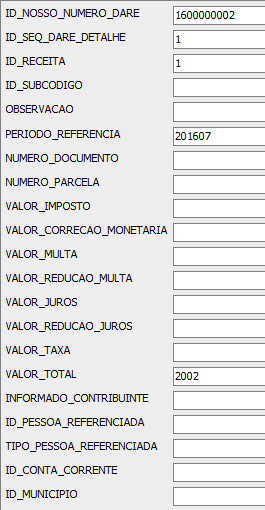 ID_NOSSO_NUMERO_DARE 1600000002
ID_SEQ_DARE_DETALHE 1
ID_RECEITA 1
ID_SUBCODIGO
OBSERVACAO
PERIODO_REFERENCIA 201607
NUMERO_DOCUMENTO
NUMERO_PARCELA
VALOR_IMPOSTO
VALOR_CORRECAO_MONETARIA
VALOR_MULTA
VALOR_REDUCAO_MULTA
VALOR_JUROS
VALOR_REDUCAO_JUROS
VALOR_TAXA
VALOR_TOTAL 2002
INFORMADO_CONTRIBUINTE
ID_PESSOA_REFERENCIADA
TIPO_PESSOA_REFERENCIADA
ID_CONTA_CORRENTE
ID_MUNICIPIO